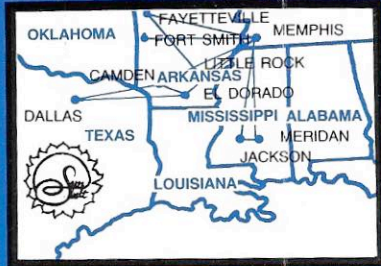 FAYETTEVILLE
OKLAHOMA
MEMPHIS
FORT SMITH
LITTLE ROCK
CAMDEN
ARKANSAS
EL DORADO
DALLAS
MISSISSIPPI
ALABAMA
TEXAS
MERIDAN
JACKSON
LOUISIANA